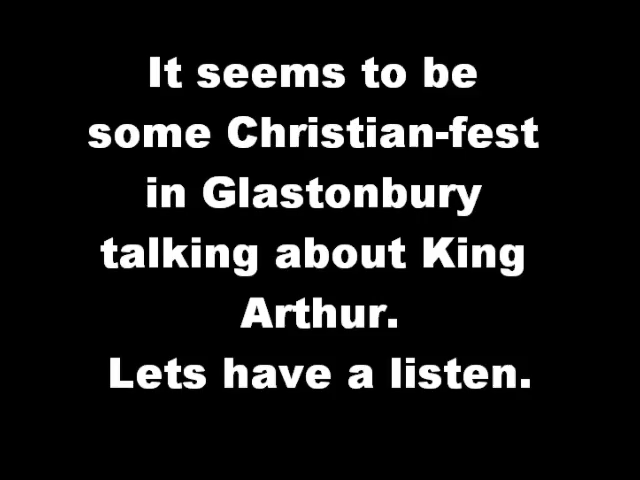 It seems to be
some Christian-fest
in Glastonbury
talking about King
Arthur.
Lets have a listen.